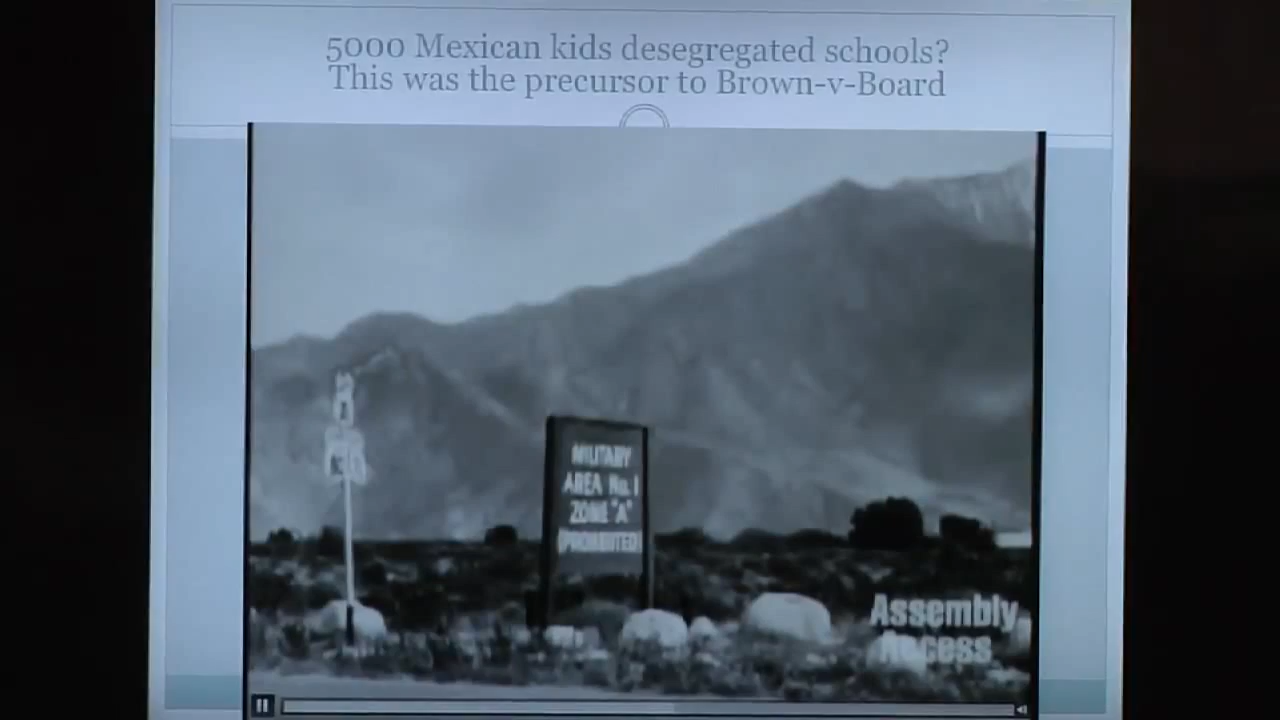 5000 Mexican kids desegregated schools?
This was the precursor to Brown-v-Board
MILITARY
AREA No. 1
ZONE "A"
(PROHIBITED)
Assembly
Access